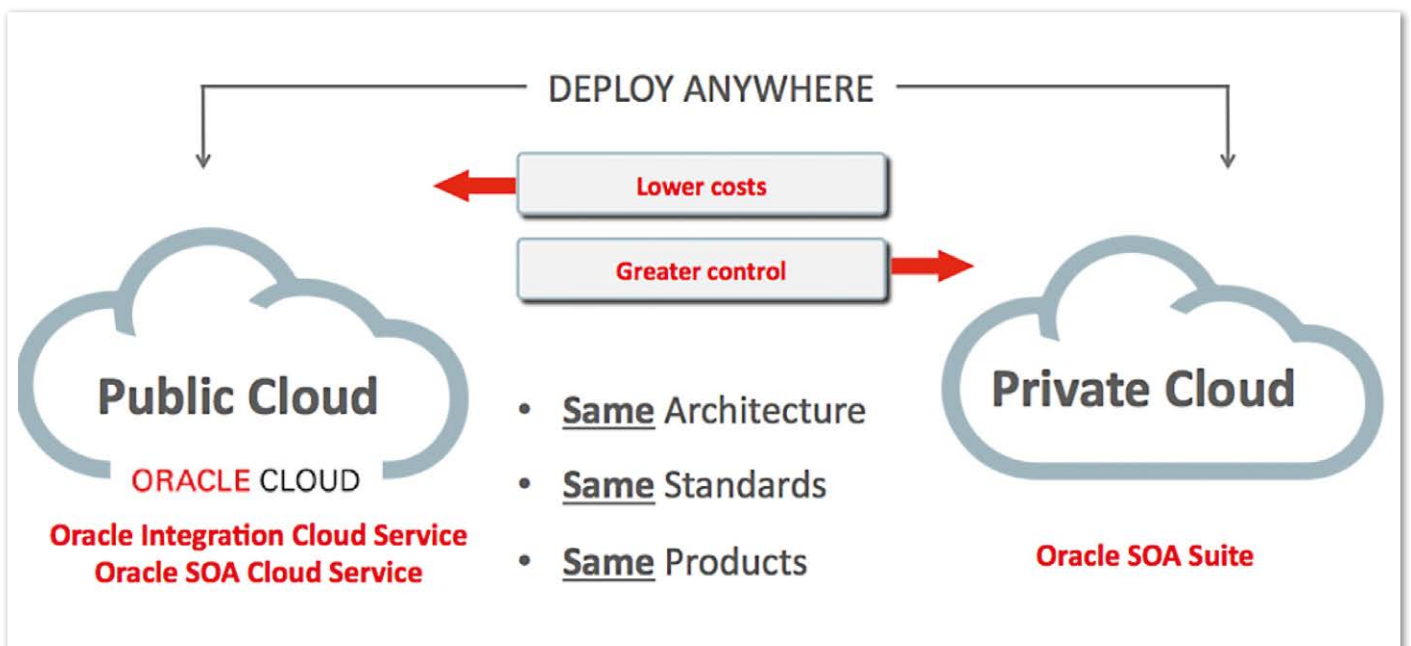 DEPLOY ANYWHERE
Lower costs
Greater control
Public Cloud
ORACLE CLOUD
Oracle Integration Cloud Service
Oracle SOA Cloud Service
• Same Architecture
• Same Standards
• Same Products
Private Cloud
Oracle SOA Suite